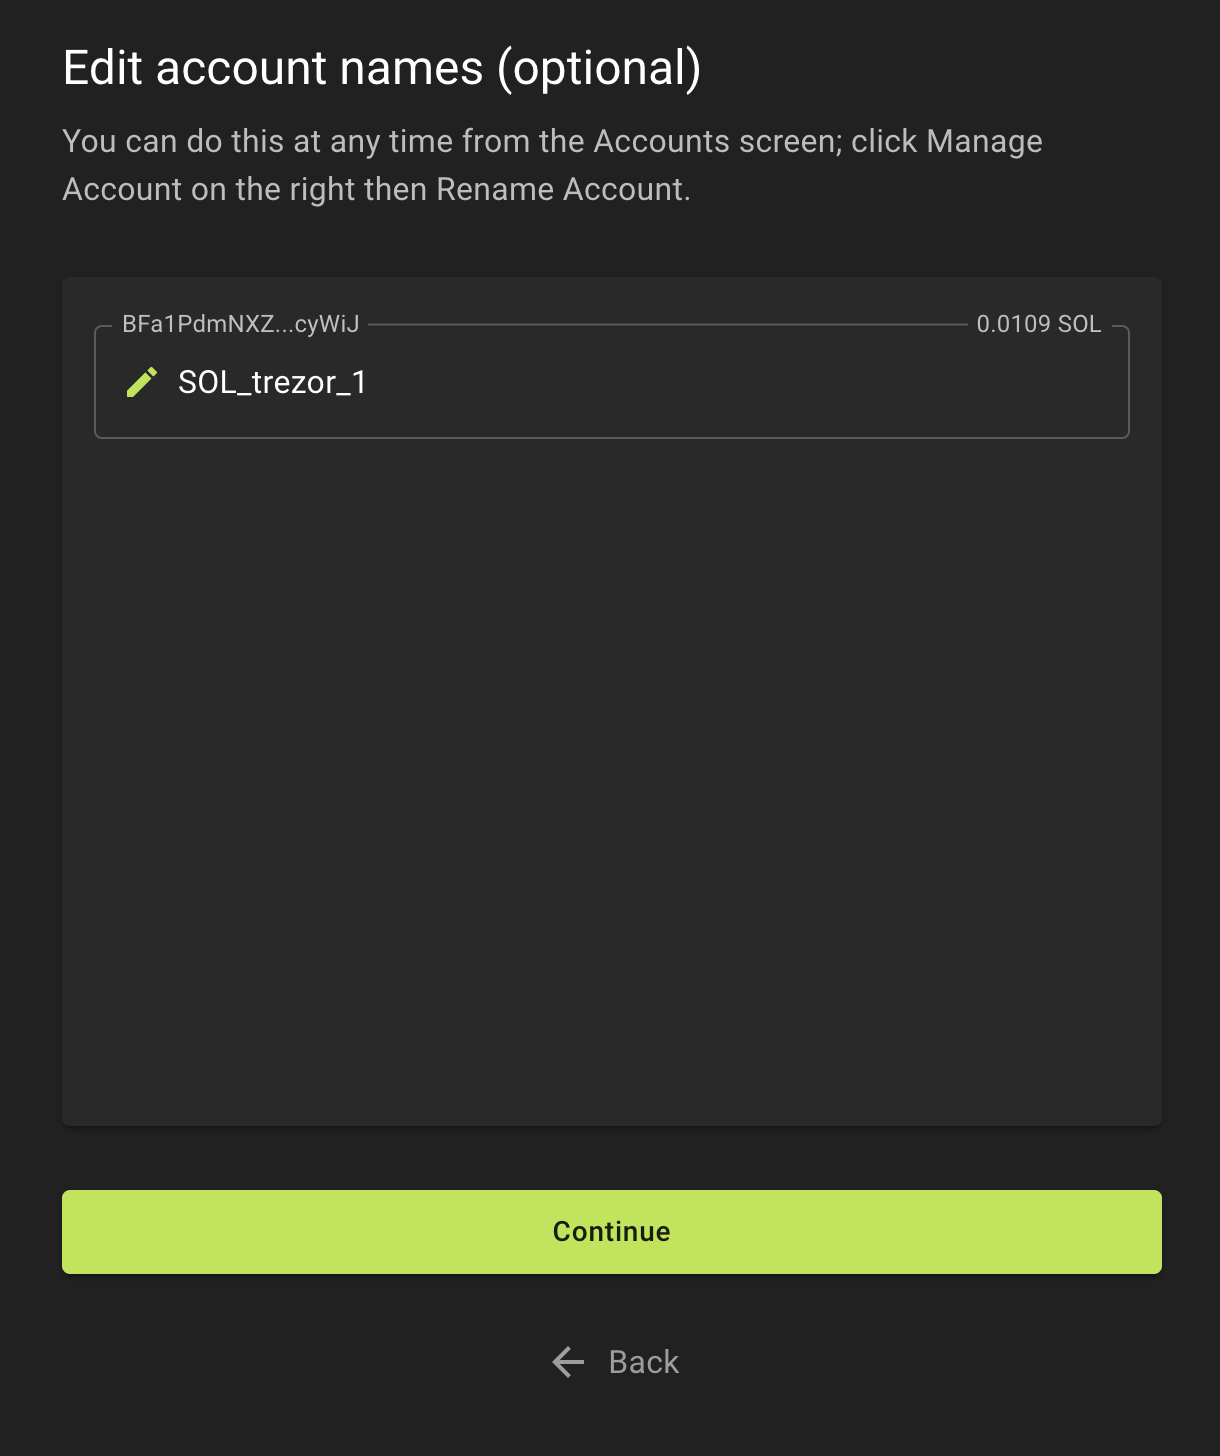 Edit account names (optional)
You can do this at any time from the Accounts screen; click Manage
Account on the right then Rename Account.
BFa1PdmNXZ...cyWiJ
0.0109 SOL
SOL_trezor_1
Continue
Back